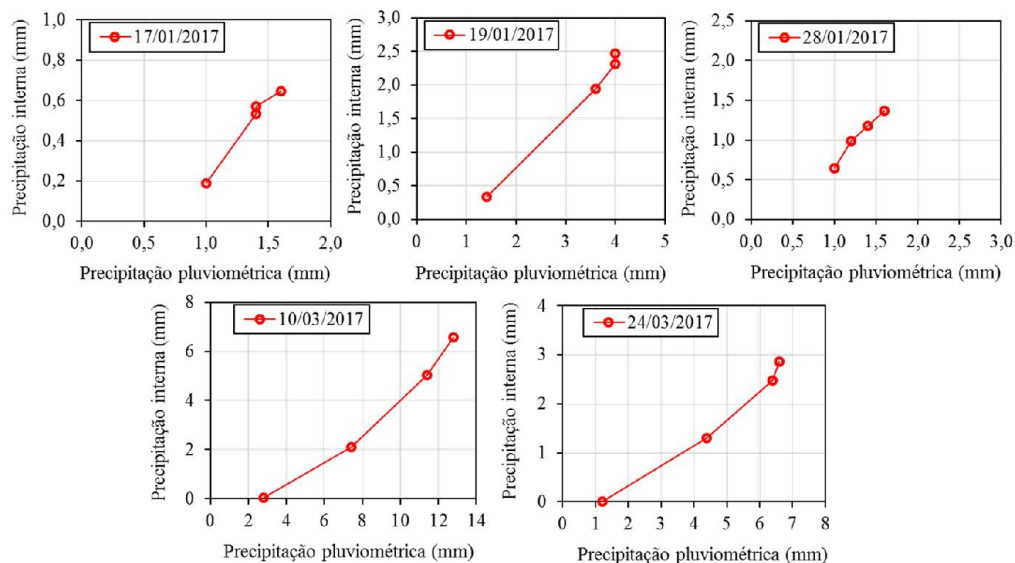 17/01/2017
Precipitação interna (mm)
1,0
0,8
0,6
0,4
0,2
0,0
0,0 0,5 1,0 1,5 2,0
Precipitação pluviométrica (mm)
19/01/2017
Precipitação interna (mm)
3,0
2,5
2,0
1,5
1,0
0,5
0,0
0 1 2 3 4 5
Precipitação pluviométrica (mm)
28/01/2017
Precipitação interna (mm)
2,5
2,0
1,5
1,0
0,5
0,0
0,0 0,5 1,0 1,5 2,0 2,5 3,0
Precipitação pluviométrica (mm)
10/03/2017
Precipitação interna (mm)
8
6
4
2
0
0 2 4 6 8 10 12 14
Precipitação pluviométrica (mm)
24/03/2017
Precipitação interna (mm)
4
3
2
1
0
0 1 2 3 4 5 6 7 8
Precipitação pluviométrica (mm)